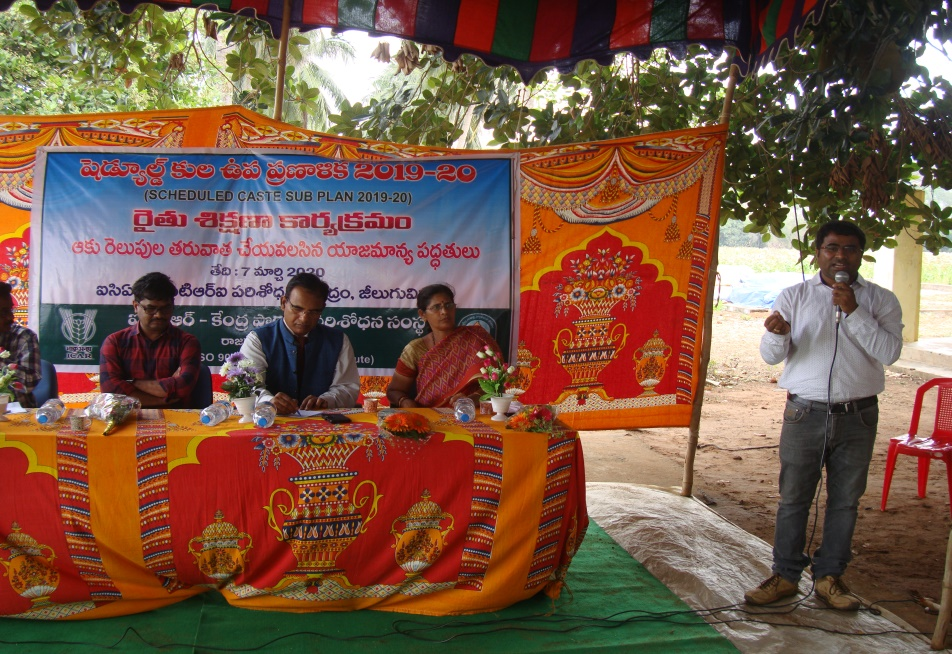 షెడ్యూల్డ్ కుల ఉప ప్రణాళిక 2019-20
(SCHEDULED CASTE SUB PLAN 2019-20)
రైతు శిక్షణా కార్యక్రమం
ఆకు రెలుపుల తరువాత చేయవలసిన యాజమాన్య పద్ధతులు
తేది : 7 మార్చి 2020
పరిశోధన కేంద్రం, జీలుగు
- కేంద్ర పరిశోధన సంస్థ